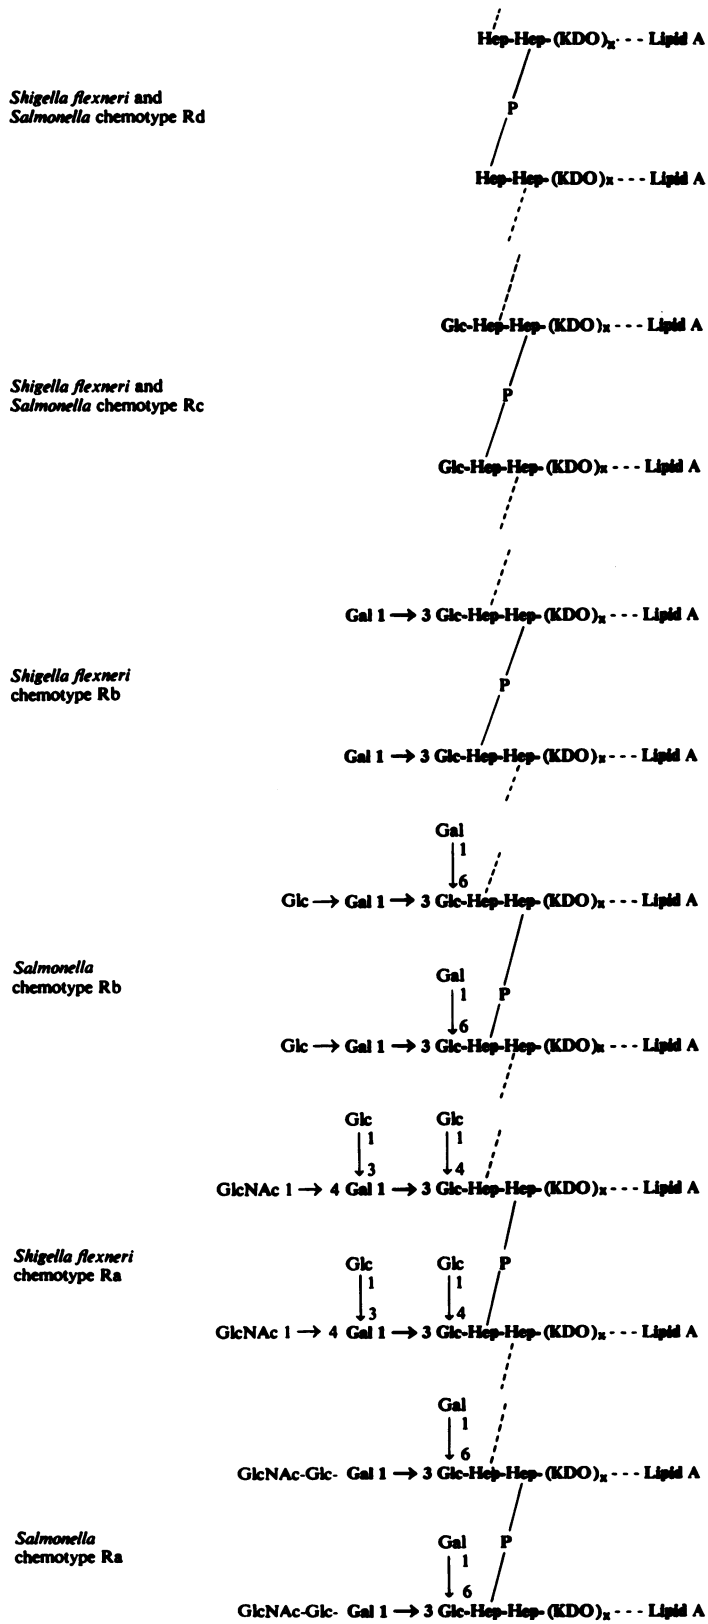 Hep-Hep-(KDO)x--- Lipid A
Shigella flexneri and
Salmonella chemotype Rd
P
Hep-Hep-(KDO)x--- Lipid A
Glc-Hep-Hep-(KDO)x--- Lipid A
Shigella flexneri and
Salmonella chemotype Rc
P
Glc-Hep-Hep-(KDO)x--- Lipid A
Gal 1 → 3 Glc-Hep-Hep-(KDO)x--- Lipid A
Shigella flexneri
chemotype Rb
P
Gal 1 → 3 Glc-Hep-Hep-(KDO)x--- Lipid A
Gal
1
6
Glc → Gal 1 → 3 Glc-Hep-Hep-(KDO)x--- Lipid A
Salmonella
chemotype Rb
Gal
1
P
6
Glc → Gal 1 → 3 Glc-Hep-Hep-(KDO)x--- Lipid A
Glc Glc
1 1
3 4
GlcNAc 1 → 4 Gal 1 → 3 Glc-Hep-Hep-(KDO)x--- Lipid A
Shigella flexneri
chemotype Ra
Glc Glc P
1 1
3 4
GlcNAc 1 → 4 Gal 1 → 3 Glc-Hep-Hep-(KDO)x--- Lipid A
Gal
1
6
GlcNAc-Glc- Gal 1 → 3 Glc-Hep-Hep-(KDO)x--- Lipid A
Salmonella
chemotype Ra
Gal P
1
6
GlcNAc-Glc- Gal 1 → 3 Glc-Hep-Hep-(KDO)x--- Lipid A